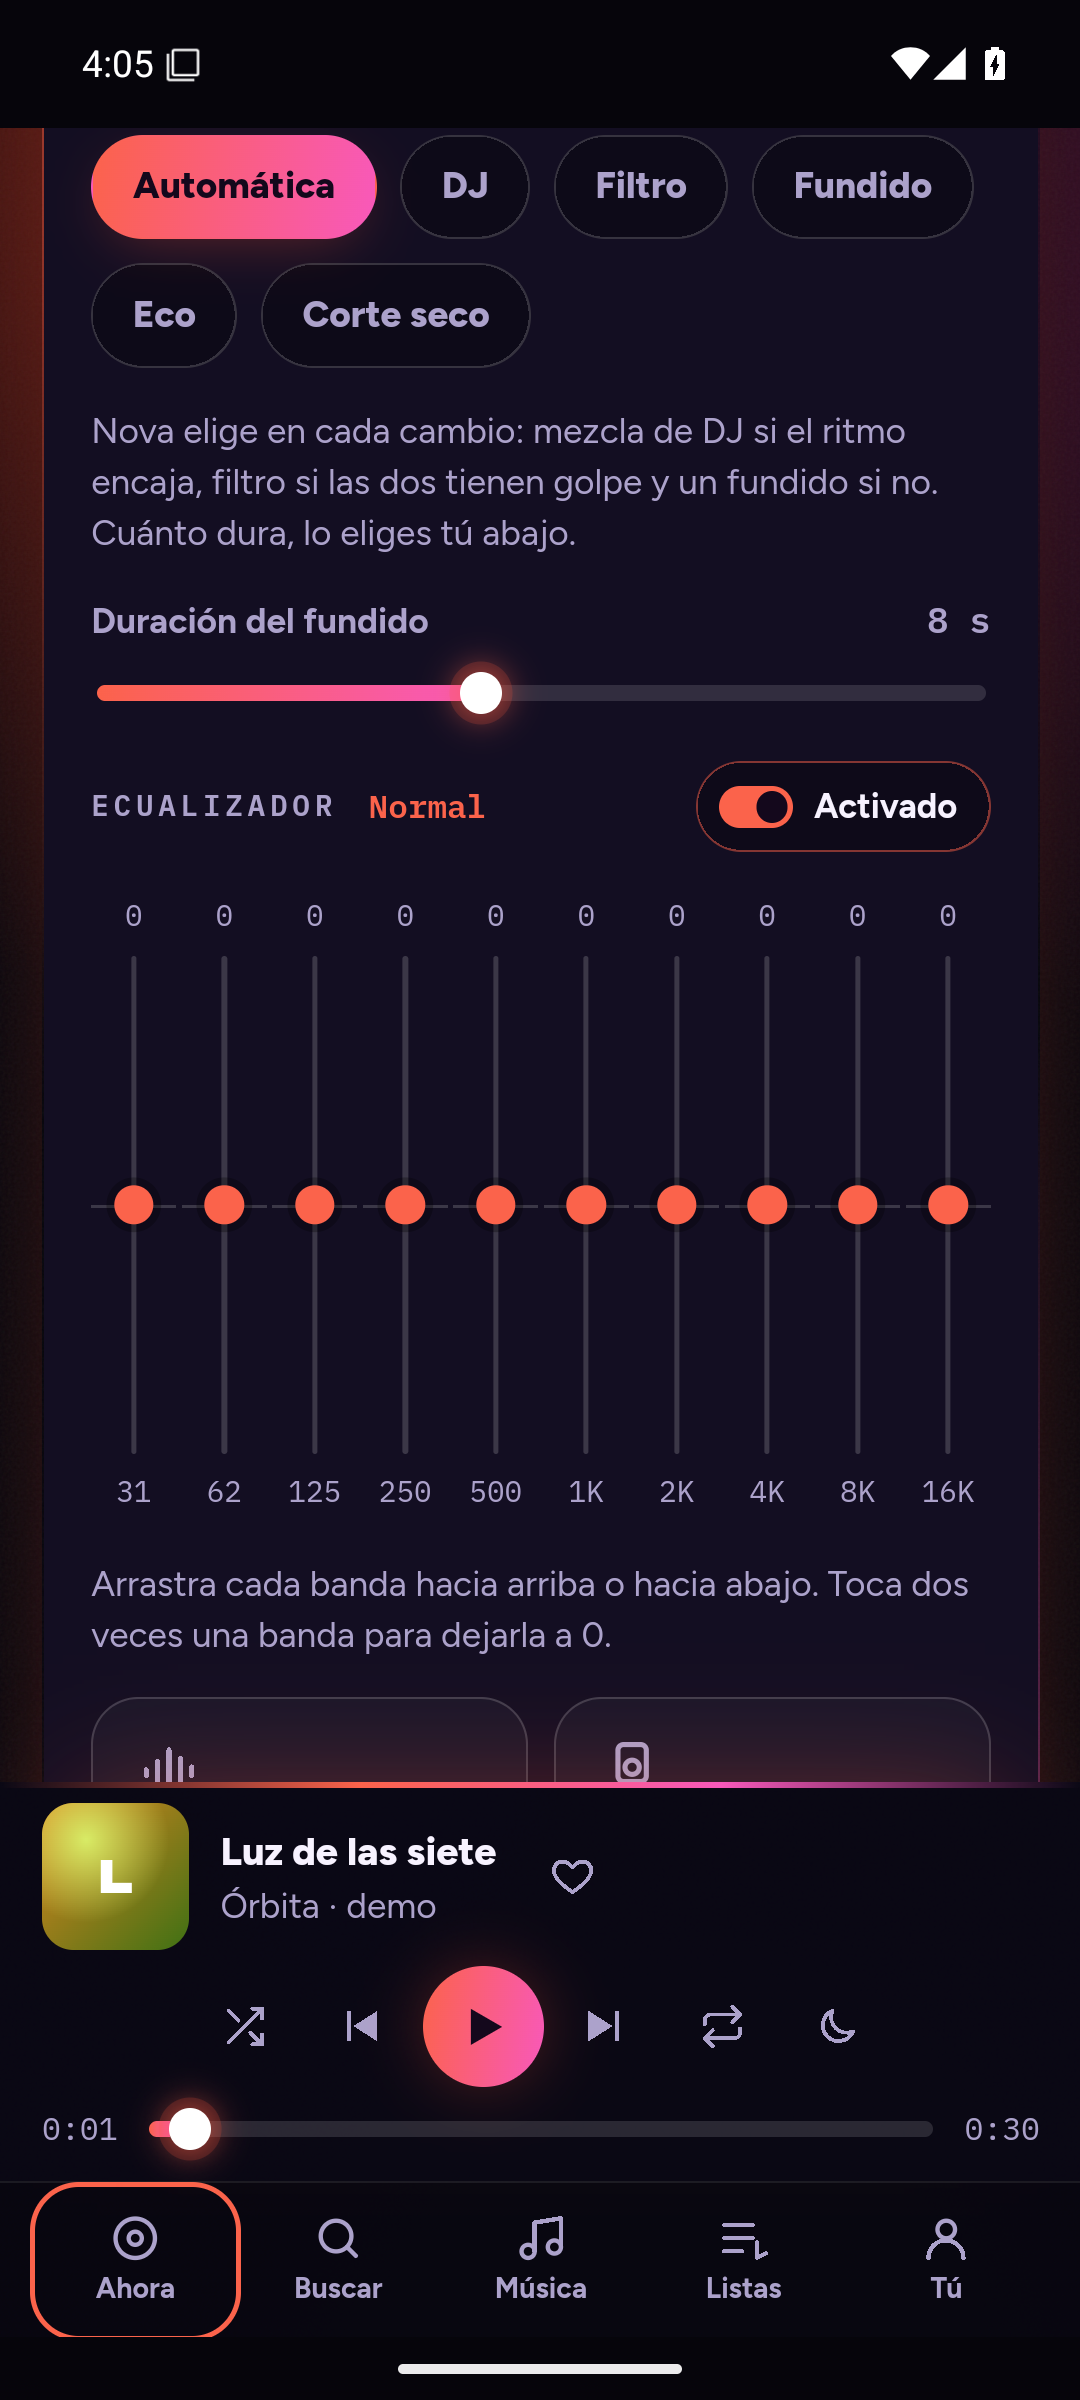 4:05
Automática
DJ
Filtro
Fundido
Eco
Corte seco
Nova elige en cada cambio: mezcla de DJ si el ritmo
encaja, filtro si las dos tienen golpe y un fundido si no.
Cuánto dura, lo eliges tú abajo.
Duración del fundido
8 s
ECUALIZADOR
Normal
Activado
0 0 0 0 0 0 0 0 0 0
31 62 125 250 500 1K 2K 4K 8K 16K
Arrastra cada banda hacia arriba o hacia abajo. Toca dos
veces una banda para dejarla a 0.
L
Luz de las siete
Órbita · demo
0:01
0:30
Ahora
Buscar
Música
Listas
Tú